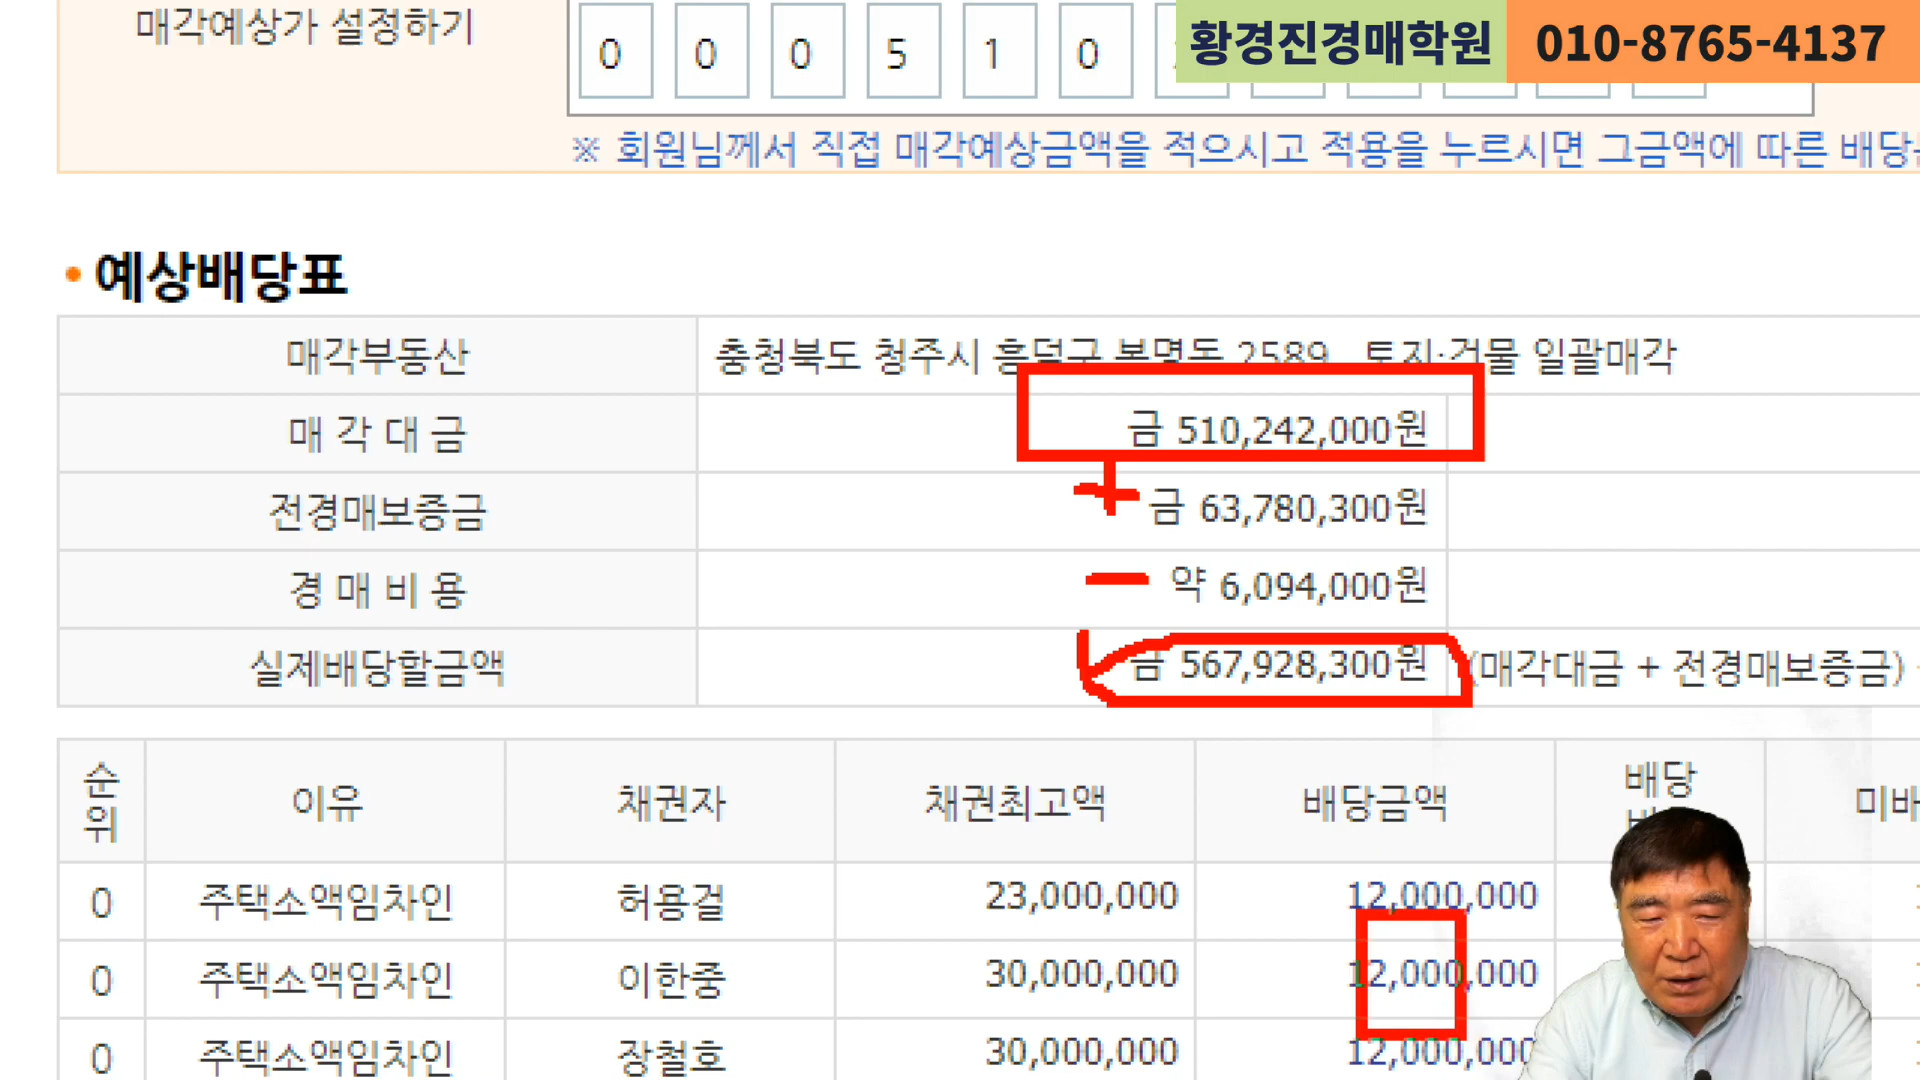 매각예상가 설정하기
0 0 0 5 1 0
황경진경매학원 010-8765-4137
※ 회원님께서 직접 매각예상금액을 적으시고 적용을 누르시면 그금액에 따른
예상배당표
매각부동산 충청북도 청주시 흥덕구 봉명동 2589 토지·건물 일괄매각
매 각 대 금 금 510,242,000원
전경매보증금 금 63,780,300원
경 매 비 용 약 6,094,000원
실제배당할금액 금 567,928,300원 (매각대금 + 전경매보증금)
순위 이유 채권자 채권최고액 배당금액 배당
0 주택소액임차인 허용걸 23,000,000 12,000,000
0 주택소액임차인 이한중 30,000,000 12,000,000
0 주택소액임차인 장철호 30,000,000 12,000,000